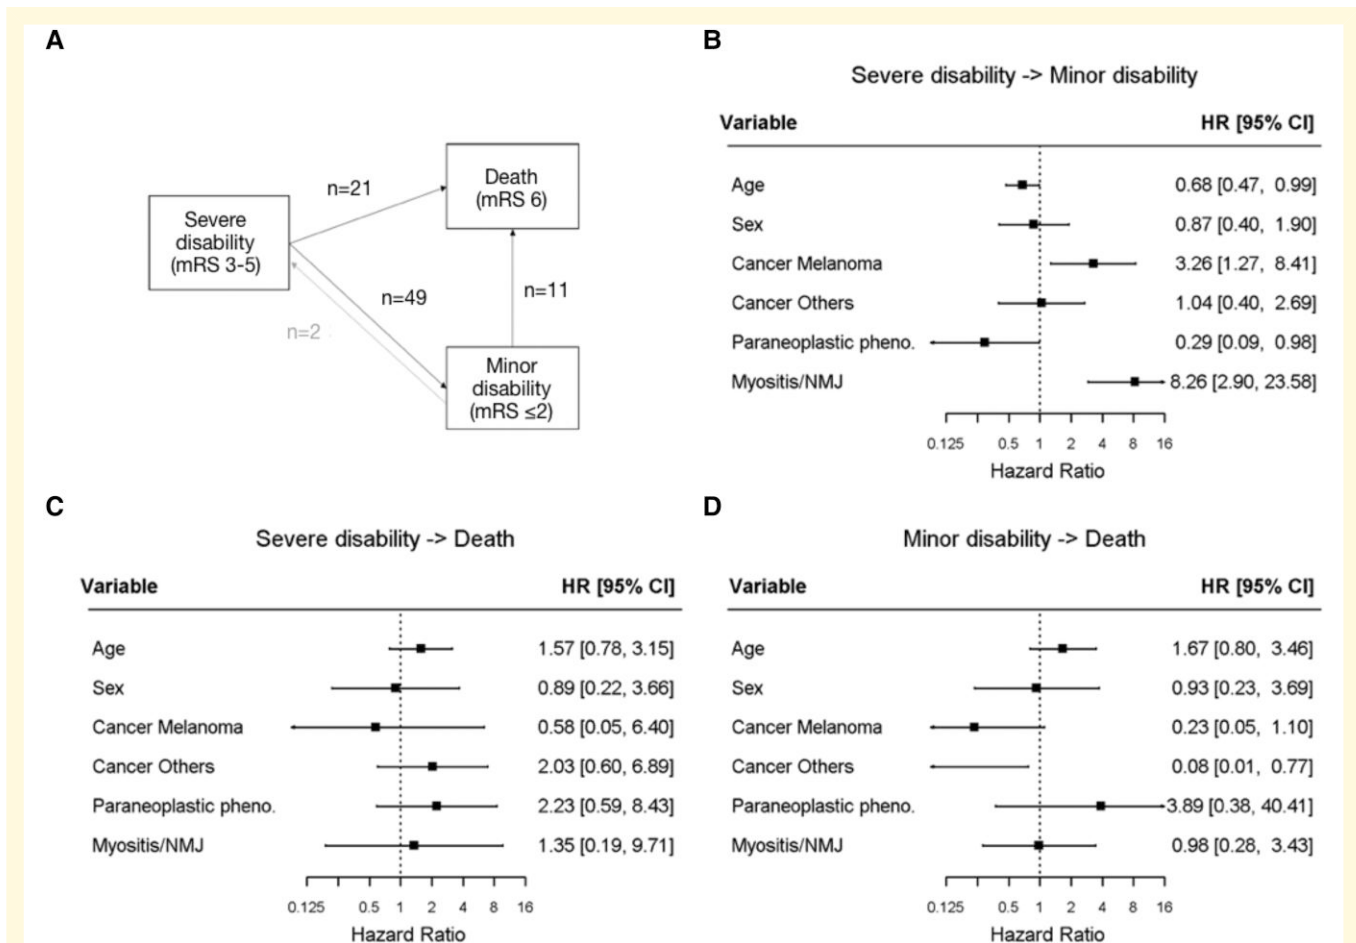 A
Severe
disability
(mRS 3-5)
n=21
Death
(mRS 6)
n=49
n=11
n=2
Minor
disability
(mRS ≤2)
B
Severe disability -> Minor disability
Variable HR [95% CI]
Age 0.68 [0.47, 0.99]
Sex 0.87 [0.40, 1.90]
Cancer Melanoma 3.26 [1.27, 8.41]
Cancer Others 1.04 [0.40, 2.69]
Paraneoplastic pheno. 0.29 [0.09, 0.98]
Myositis/NMJ 8.26 [2.90, 23.58]
0.125 0.5 1 2 4 8 16
Hazard Ratio
C
Severe disability -> Death
Variable HR [95% CI]
Age 1.57 [0.78, 3.15]
Sex 0.89 [0.22, 3.66]
Cancer Melanoma 0.58 [0.05, 6.40]
Cancer Others 2.03 [0.60, 6.89]
Paraneoplastic pheno. 2.23 [0.59, 8.43]
Myositis/NMJ 1.35 [0.19, 9.71]
0.125 0.5 1 2 4 8 16
Hazard Ratio
D
Minor disability -> Death
Variable HR [95% CI]
Age 1.67 [0.80, 3.46]
Sex 0.93 [0.23, 3.69]
Cancer Melanoma 0.23 [0.05, 1.10]
Cancer Others 0.08 [0.01, 0.77]
Paraneoplastic pheno. 3.89 [0.38, 40.41]
Myositis/NMJ 0.98 [0.28, 3.43]
0.125 0.5 1 2 4 8 16
Hazard Ratio